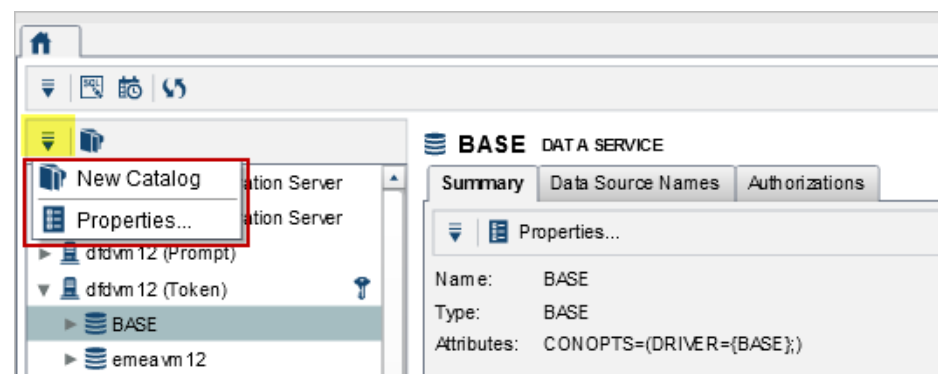 SQL
BASE DATA SERVICE
New Catalog
ation Server
Summary Data Source Names Authorizations
Properties...
ation Server
Properties...
dfdvm12 (Prompt)
Name: BASE
dfdvm12 (Token)
Type: BASE
BASE
Attributes: CONOPTS=(DRIVER={BASE};)
emeavm12